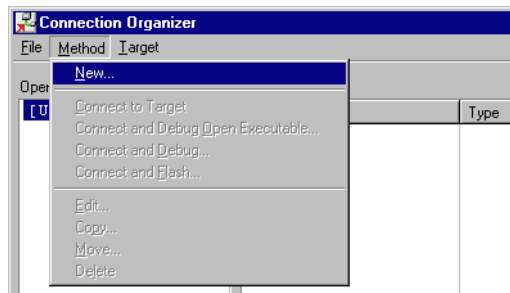 Connection Organizer
File Method Target
New...
Open
[U
Type
Connect to Target
Connect and Debug Open Executable...
Connect and Debug...
Connect and Flash...
Edit...
Copy...
Move...
Delete